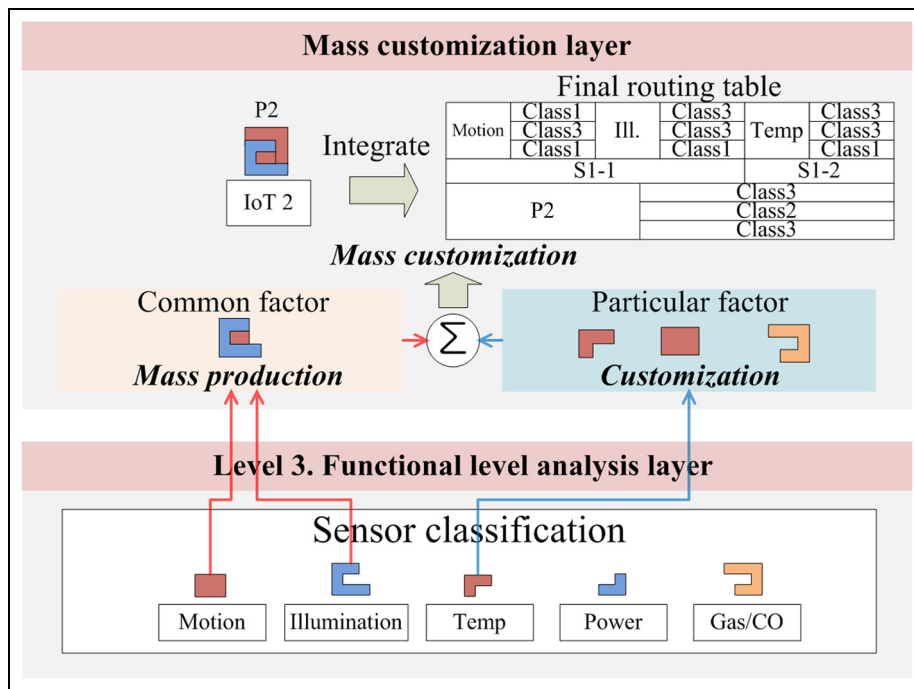 Mass customization layer
Final routing table
P2
IoT 2
Integrate
Motion
Class1
Class3
Class1
Ill.
Class3
Class3
Class1
Temp
Class3
Class3
Class1
S1-1
S1-2
P2
Class3
Class2
Class3
Mass customization
Common factor
Mass production
Σ
Particular factor
Customization
Level 3. Functional level analysis layer
Sensor classification
Motion
Illumination
Temp
Power
Gas/CO